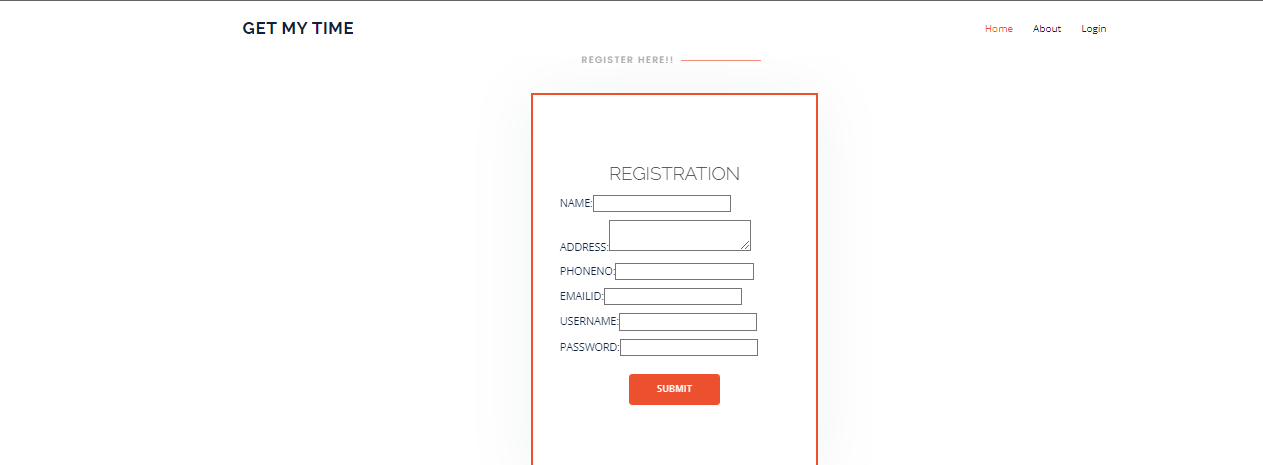 GET MY TIME
Home About Login
REGISTER HERE!!
REGISTRATION
NAME:
ADDRESS:
PHONENO:
EMAILID:
USERNAME:
PASSWORD:
SUBMIT